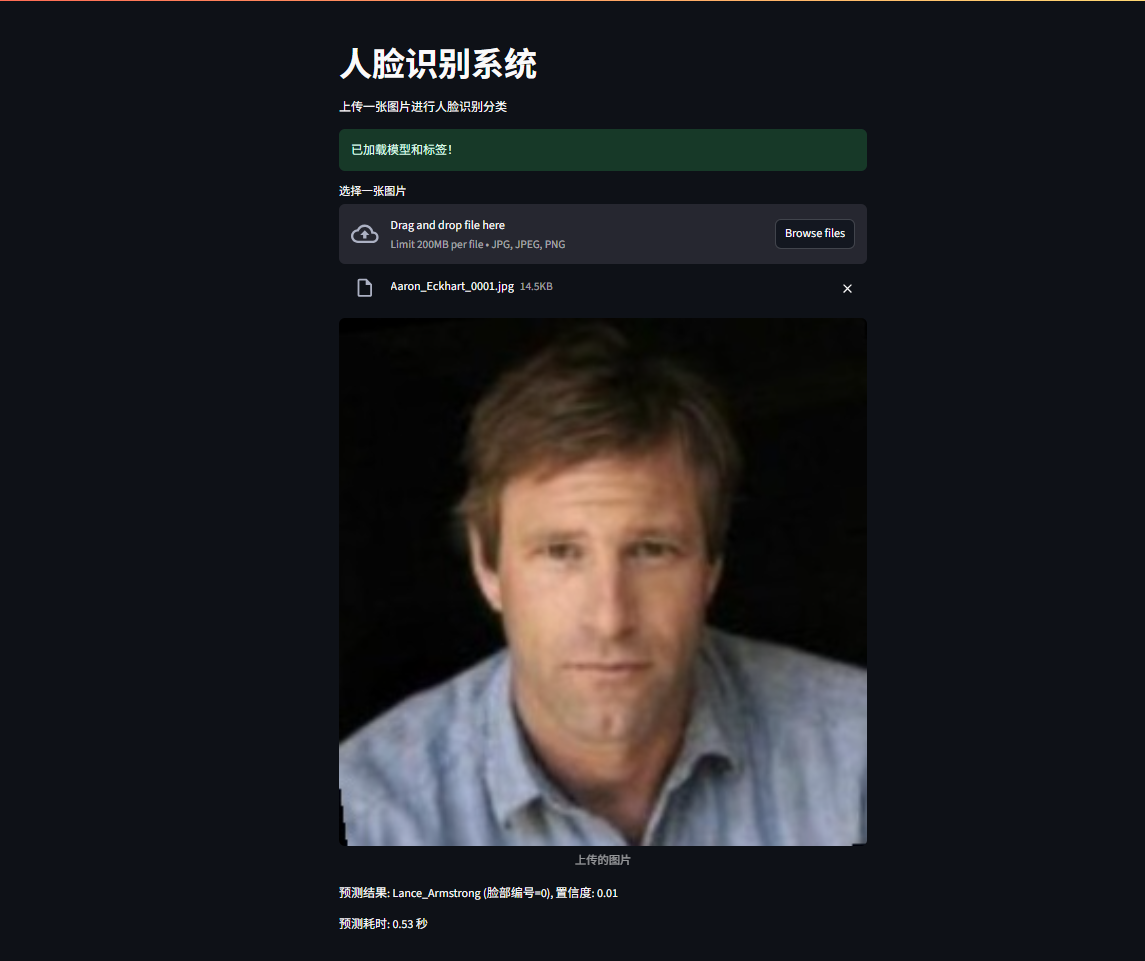 人脸识别系统
上传一张图片进行人脸识别分类
已加载模型和标签！
选择一张图片
Drag and drop file here
Browse files
Limit 200MB per file • JPG, JPEG, PNG
Aaron_Eckhart_0001.jpg 14.5KB
上传的图片
预测结果: Lance_Armstrong (脸部编号=0), 置信度: 0.01
预测耗时: 0.53 秒